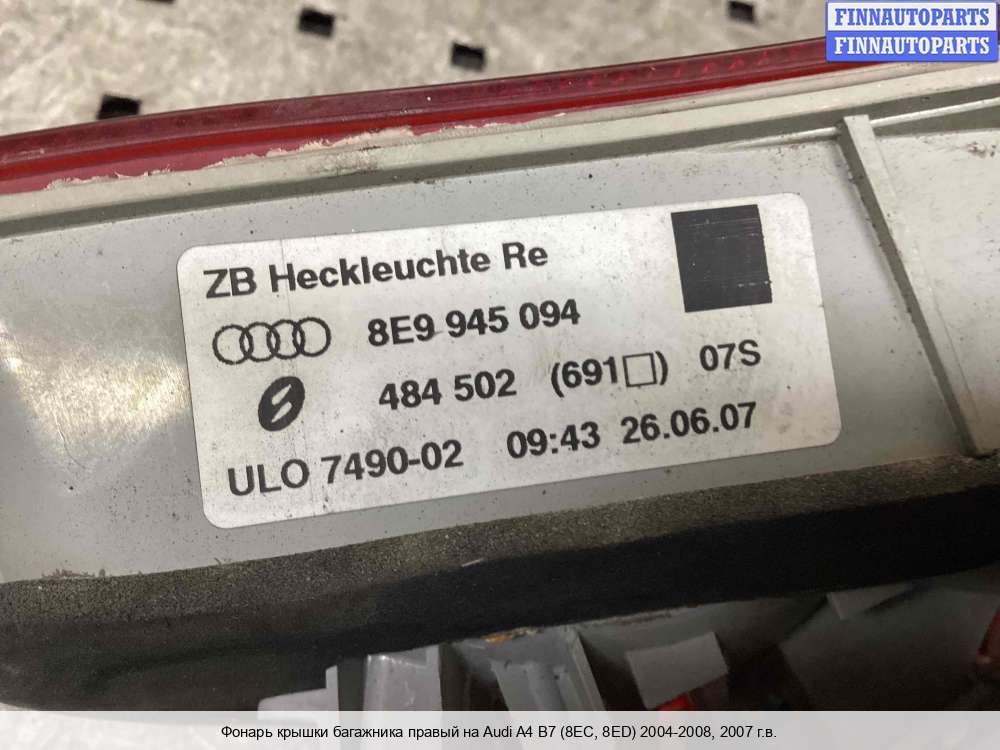 FINNAUTOPARTS
FINNAUTOPARTS
ZB Heckleuchte Re
8E9 945 094
484 502 (691□) 07S
ULO 7490-02 09:43 26.06.07
Фонарь крышки багажника правый на Audi A4 B7 (8EC, 8ED) 2004-2008, 2007 г.в.